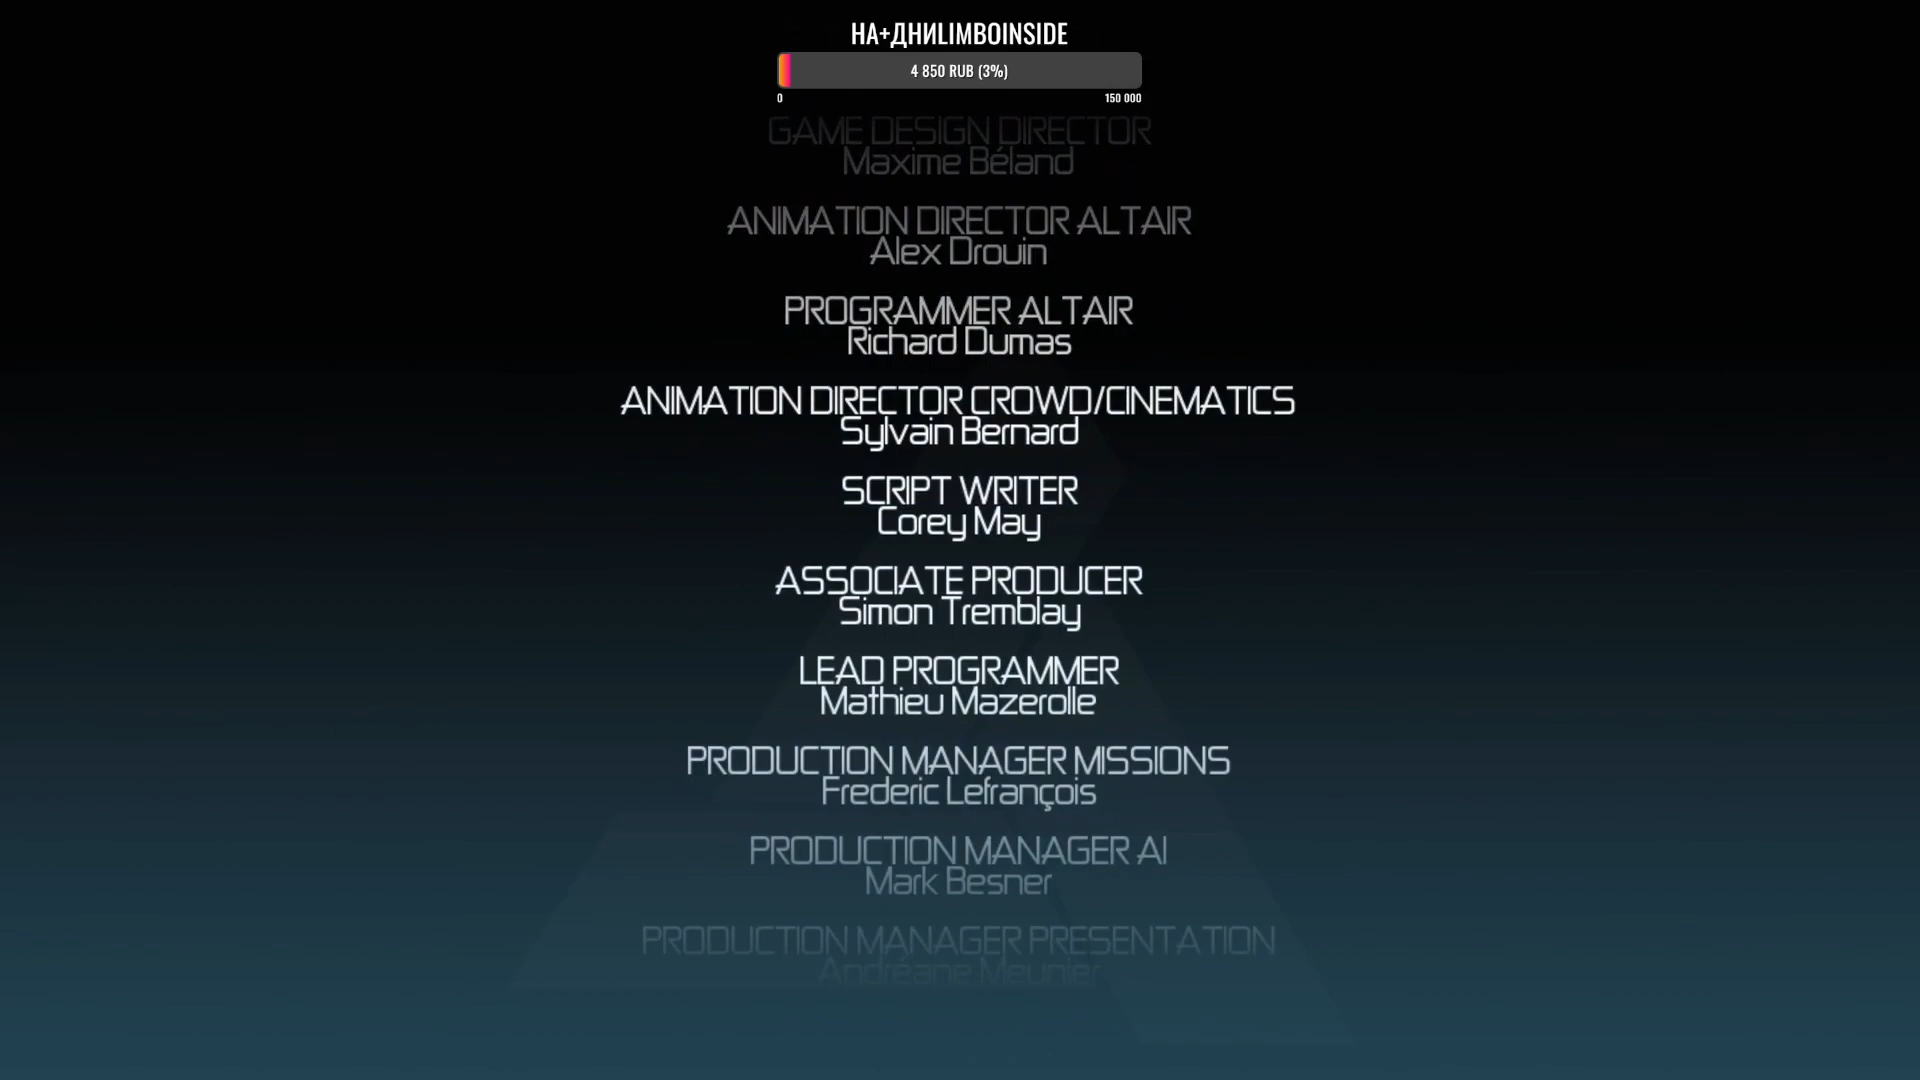 НА+ДНИLIMBOINSIDE
4 850 RUB (3%)
0 150 000
GAME DESIGN DIRECTOR
Maxime Béland
ANIMATION DIRECTOR ALTAIR
Alex Drouin
PROGRAMMER ALTAIR
Richard Dumas
ANIMATION DIRECTOR CROWD/CINEMATICS
Sylvain Bernard
SCRIPT WRITER
Corey May
ASSOCIATE PRODUCER
Simon Tremblay
LEAD PROGRAMMER
Mathieu Mazerolle
PRODUCTION MANAGER MISSIONS
Frederic Lefrançois
PRODUCTION MANAGER AI
Mark Besner
PRODUCTION MANAGER PRESENTATION
Andréane Meunier